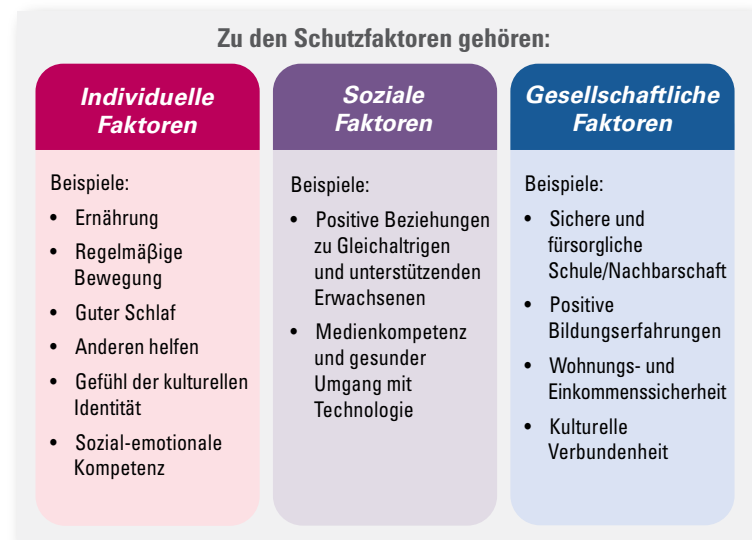 Zu den Schutzfaktoren gehören:
Individuelle
Faktoren
Beispiele:
• Ernährung
• Regelmäßige
Bewegung
• Guter Schlaf
• Anderen helfen
• Gefühl der kulturellen
Identität
• Sozial-emotionale
Kompetenz
Soziale
Faktoren
Beispiele:
• Positive Beziehungen
zu Gleichaltrigen
und unterstützenden
Erwachsenen
• Medienkompetenz
und gesunder
Umgang mit
Technologie
Gesellschaftliche
Faktoren
Beispiele:
• Sichere und
fürsorgliche
Schule/Nachbarschaft
• Positive
Bildungserfahrungen
• Wohnungs- und
Einkommenssicherheit
• Kulturelle
Verbundenheit